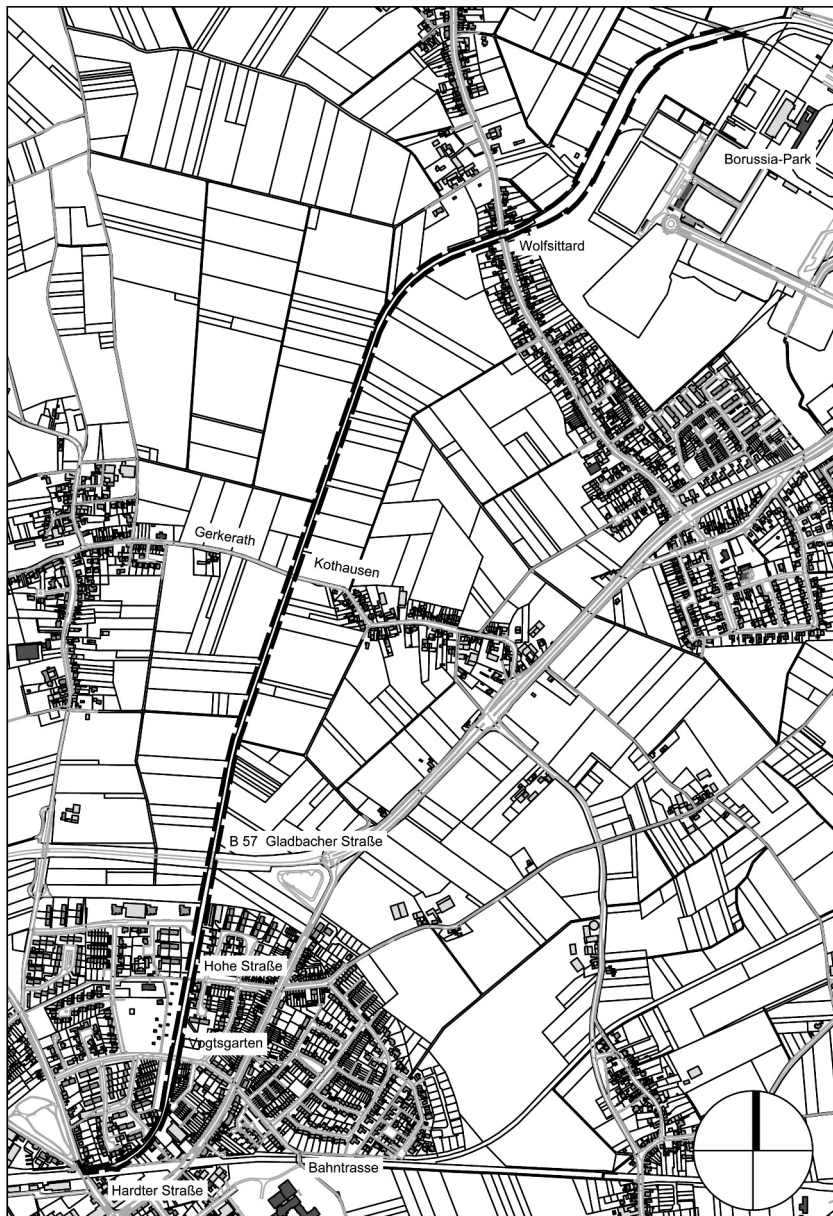 Borussia-Park
Wolfsittard
Gerkerath
Kothausen
B 57 Gladbacher Straße
Hohe Straße
Vogtsgarten
Bahntrasse
Hardter Straße